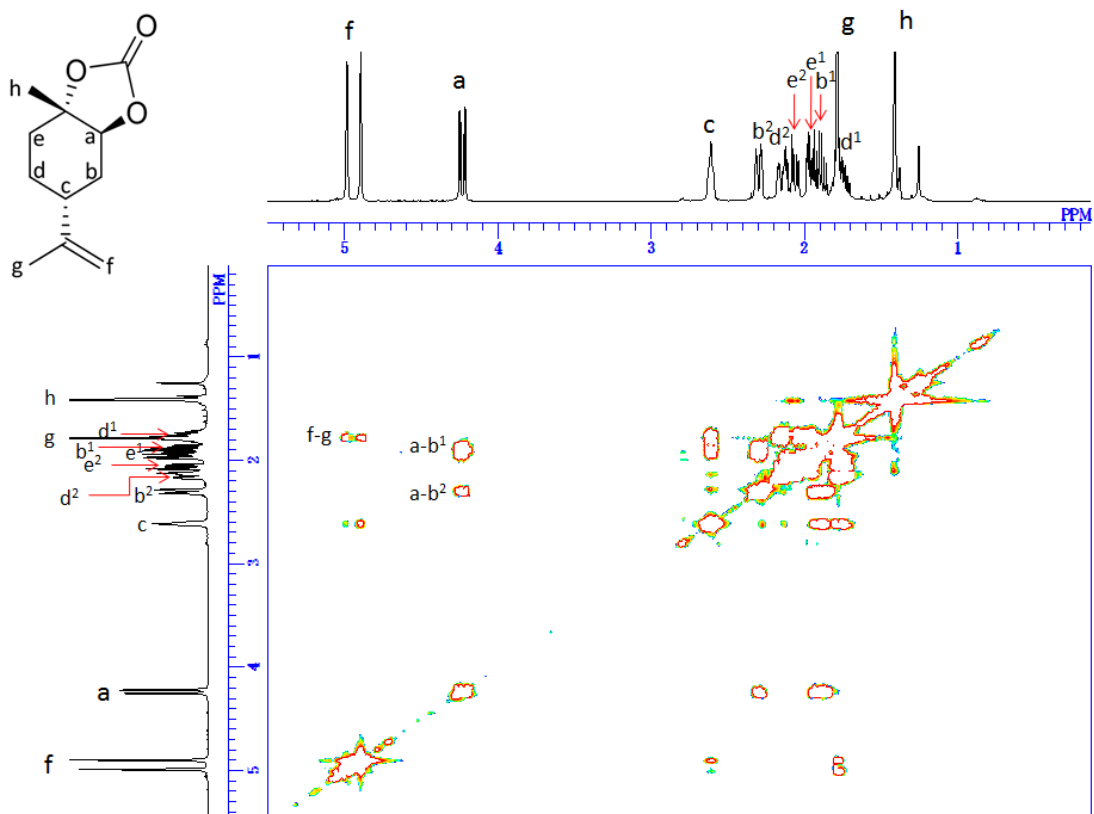 O
O
O
h
e
a
d
b
c
g
f
f
a
c
b²
d²
e²
e¹
b¹
g
d¹
h
PPM
5
4
3
2
1
PPM
1
2
3
4
5
h
d¹
g
b¹
e¹
e²
d²
b²
c
a
f
f-g
a-b¹
a-b²